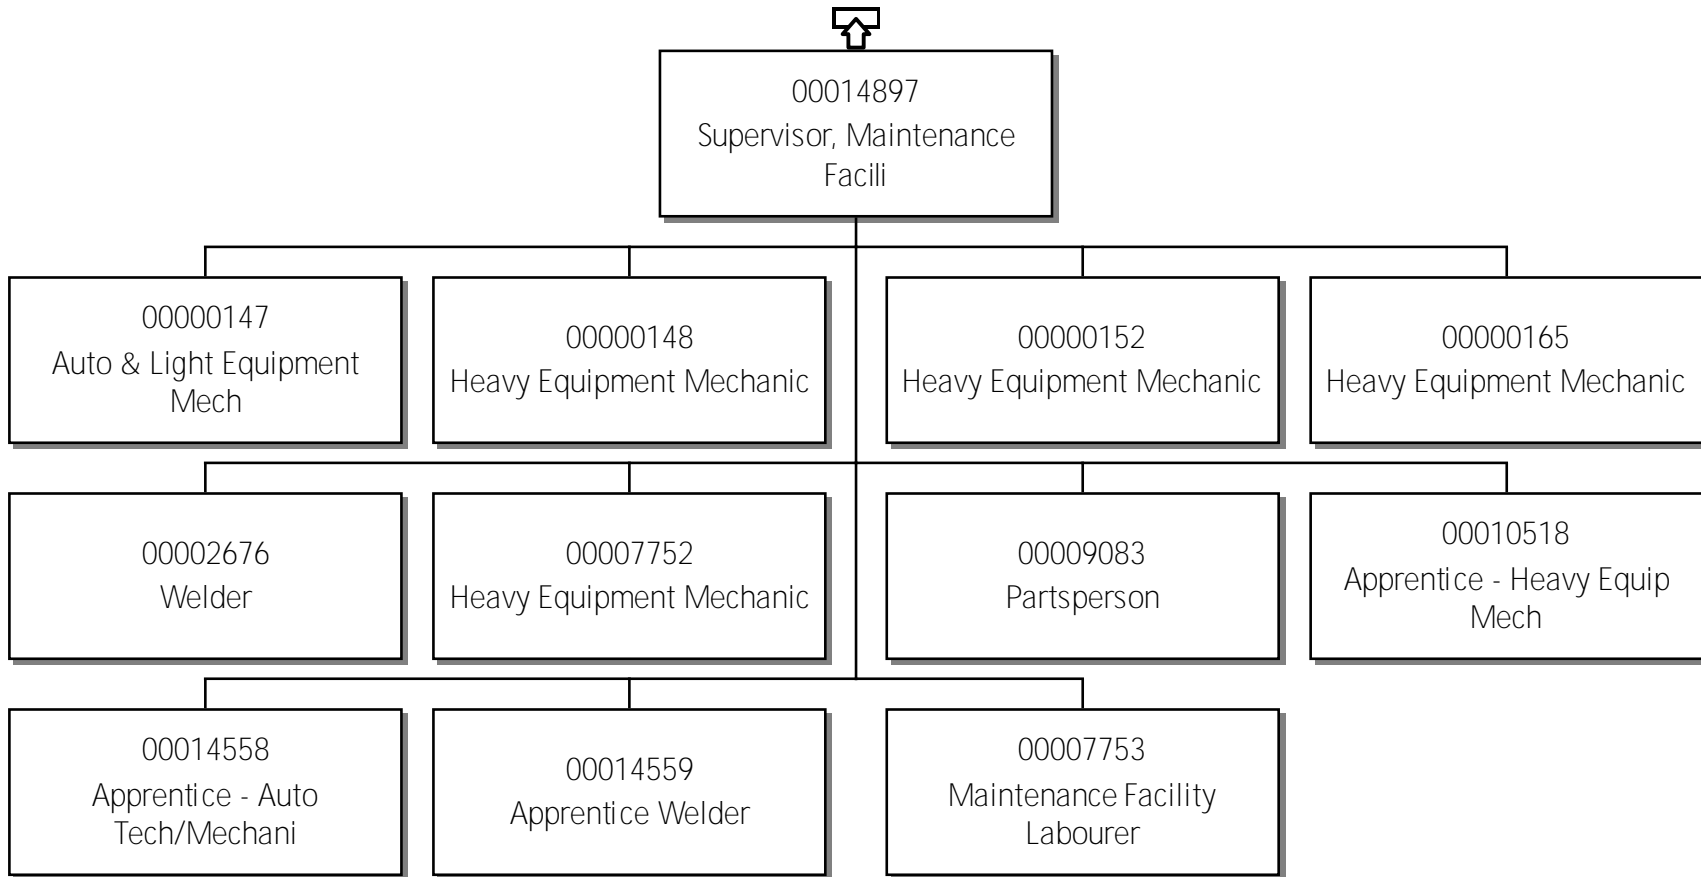 00014897
Supervisor, Maintenance
Facili
00000147
Auto & Light Equipment
Mech
00000148
Heavy Equipment Mechanic
00000152
Heavy Equipment Mechanic
00000165
Heavy Equipment Mechanic
00002676
Welder
00007752
Heavy Equipment Mechanic
00009083
Partsperson
00010518
Apprentice - Heavy Equip
Mech
00014558
Apprentice - Auto
Tech/Mechani
00014559
Apprentice Welder
00007753
Maintenance Facility
Labourer